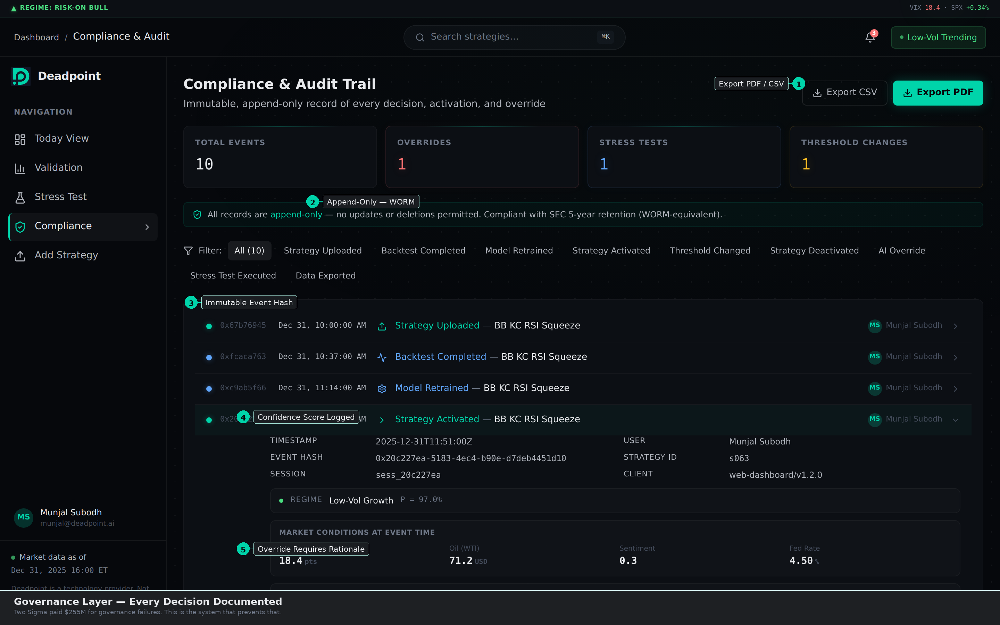 ▲ REGIME: RISK-ON BULL
VIX 18.4 · SPX +0.34%
Dashboard / Compliance & Audit
Search strategies... ⌘K
3
Low-Vol Trending
Deadpoint
NAVIGATION
Today View
Validation
Stress Test
Compliance
Add Strategy
Munjal Subodh
MS
munjal@deadpoint.ai
Market data as of
Dec 31, 2025 16:00 ET
Deadpoint is a technology provider. Not
Compliance & Audit Trail
Immutable, append-only record of every decision, activation, and override
Export PDF / CSV 1
Export CSV
Export PDF
TOTAL EVENTS
10
OVERRIDES
1
STRESS TESTS
1
THRESHOLD CHANGES
1
2 Append-Only — WORM
All records are append-only — no updates or deletions permitted. Compliant with SEC 5-year retention (WORM-equivalent).
Filter: All (10) Strategy Uploaded Backtest Completed Model Retrained Strategy Activated Threshold Changed Strategy Deactivated AI Override
Stress Test Executed Data Exported
3 Immutable Event Hash
0x67b76945 Dec 31, 10:00:00 AM Strategy Uploaded — BB KC RSI Squeeze MS Munjal Subodh
0xfcaca763 Dec 31, 10:37:00 AM Backtest Completed — BB KC RSI Squeeze MS Munjal Subodh
0xc9ab5f66 Dec 31, 11:14:00 AM Model Retrained — BB KC RSI Squeeze MS Munjal Subodh
4 Confidence Score Logged
Strategy Activated — BB KC RSI Squeeze MS Munjal Subodh
TIMESTAMP 2025-12-31T11:51:00Z USER Munjal Subodh
EVENT HASH 0x20c227ea-5183-4ec4-b90e-d7deb4451d10 STRATEGY ID s063
SESSION sess_20c227ea CLIENT web-dashboard/v1.2.0
REGIME Low-Vol Growth P = 97.0%
MARKET CONDITIONS AT EVENT TIME
5 Override Requires Rationale
Oil (WTI) Sentiment Fed Rate
18.4 pts 71.2 USD 0.3 4.50 %
Governance Layer — Every Decision Documented
Two Sigma paid $255M for governance failures. This is the system that prevents that.